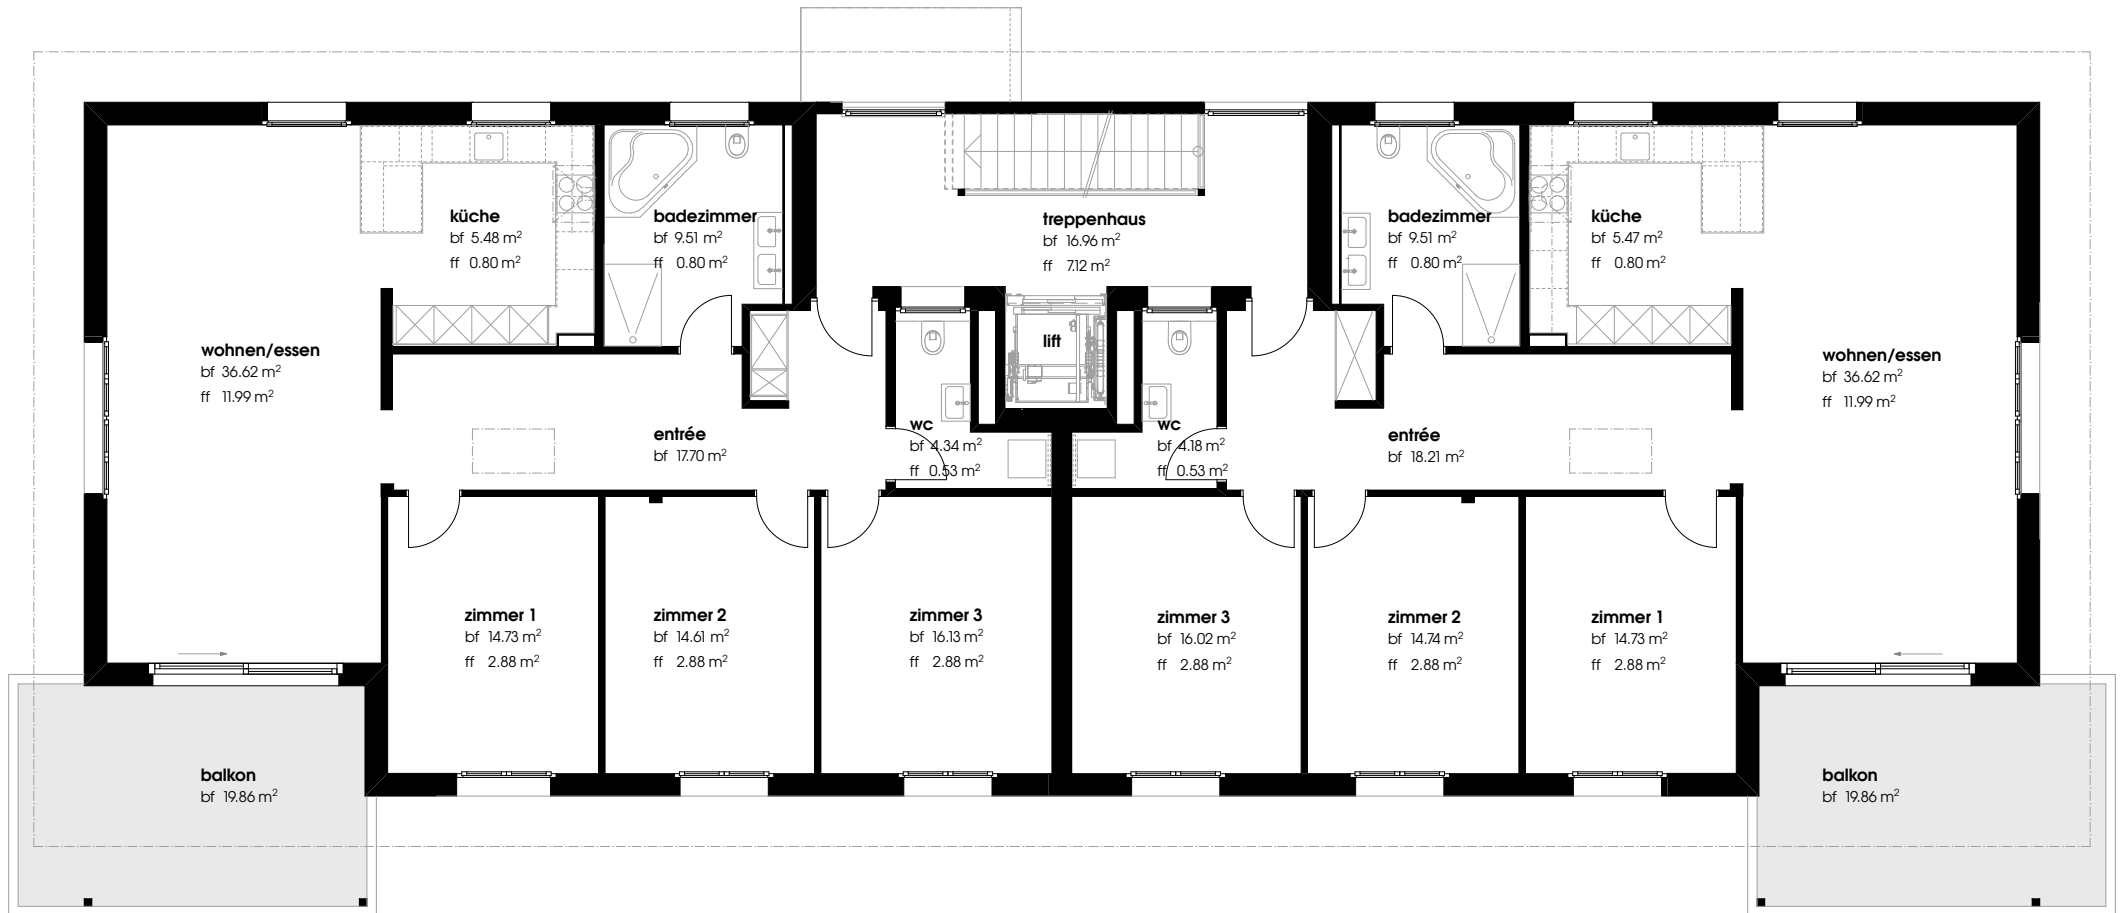 küche
bf 5.48 m²
ff 0.80 m²
badezimmer
bf 9.51 m²
ff 0.80 m²
treppenhaus
bf 16.96 m²
ff 7.12 m²
badezimmer
bf 9.51 m²
ff 0.80 m²
küche
bf 5.47 m²
ff 0.80 m²
wohnen/essen
bf 36.62 m²
ff 11.99 m²
lift
wohnen/essen
bf 36.62 m²
ff 11.99 m²
entrée
bf 17.70 m²
wc
bf 4.34 m²
ff 0.53 m²
wc
bf 4.18 m²
ff 0.53 m²
entrée
bf 18.21 m²
zimmer 1
bf 14.73 m²
ff 2.88 m²
zimmer 2
bf 14.61 m²
ff 2.88 m²
zimmer 3
bf 16.13 m²
ff 2.88 m²
zimmer 3
bf 16.02 m²
ff 2.88 m²
zimmer 2
bf 14.74 m²
ff 2.88 m²
zimmer 1
bf 14.73 m²
ff 2.88 m²
balkon
bf 19.86 m²
balkon
bf 19.86 m²